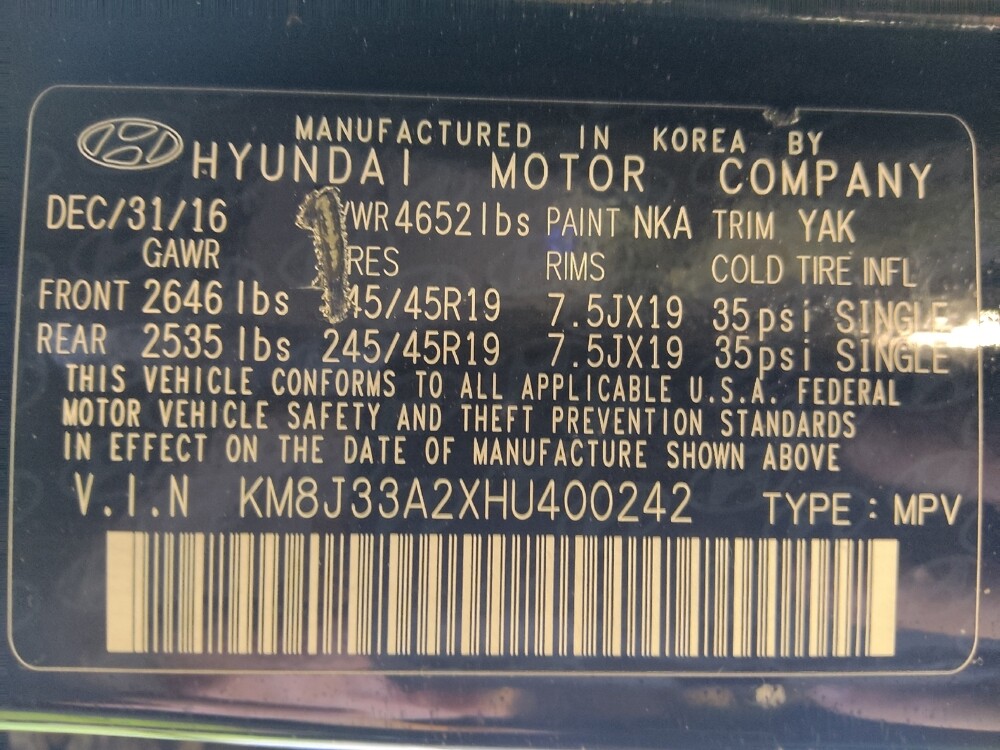 MANUFACTURED IN KOREA BY
HYUNDAI MOTOR COMPANY
DEC/31/16 VWR 4652 lbs PAINT NKA TRIM YAK
GAWR RES RIMS COLD TIRE INFL
FRONT 2646 lbs 45/45R19 7.5JX19 35psi SINGLE
REAR 2535 lbs 245/45R19 7.5JX19 35psi SINGLE
THIS VEHICLE CONFORMS TO ALL APPLICABLE U.S.A. FEDERAL
MOTOR VEHICLE SAFETY AND THEFT PREVENTION STANDARDS
IN EFFECT ON THE DATE OF MANUFACTURE SHOWN ABOVE
V.I.N KM8J33A2XHU400242 TYPE : MPV